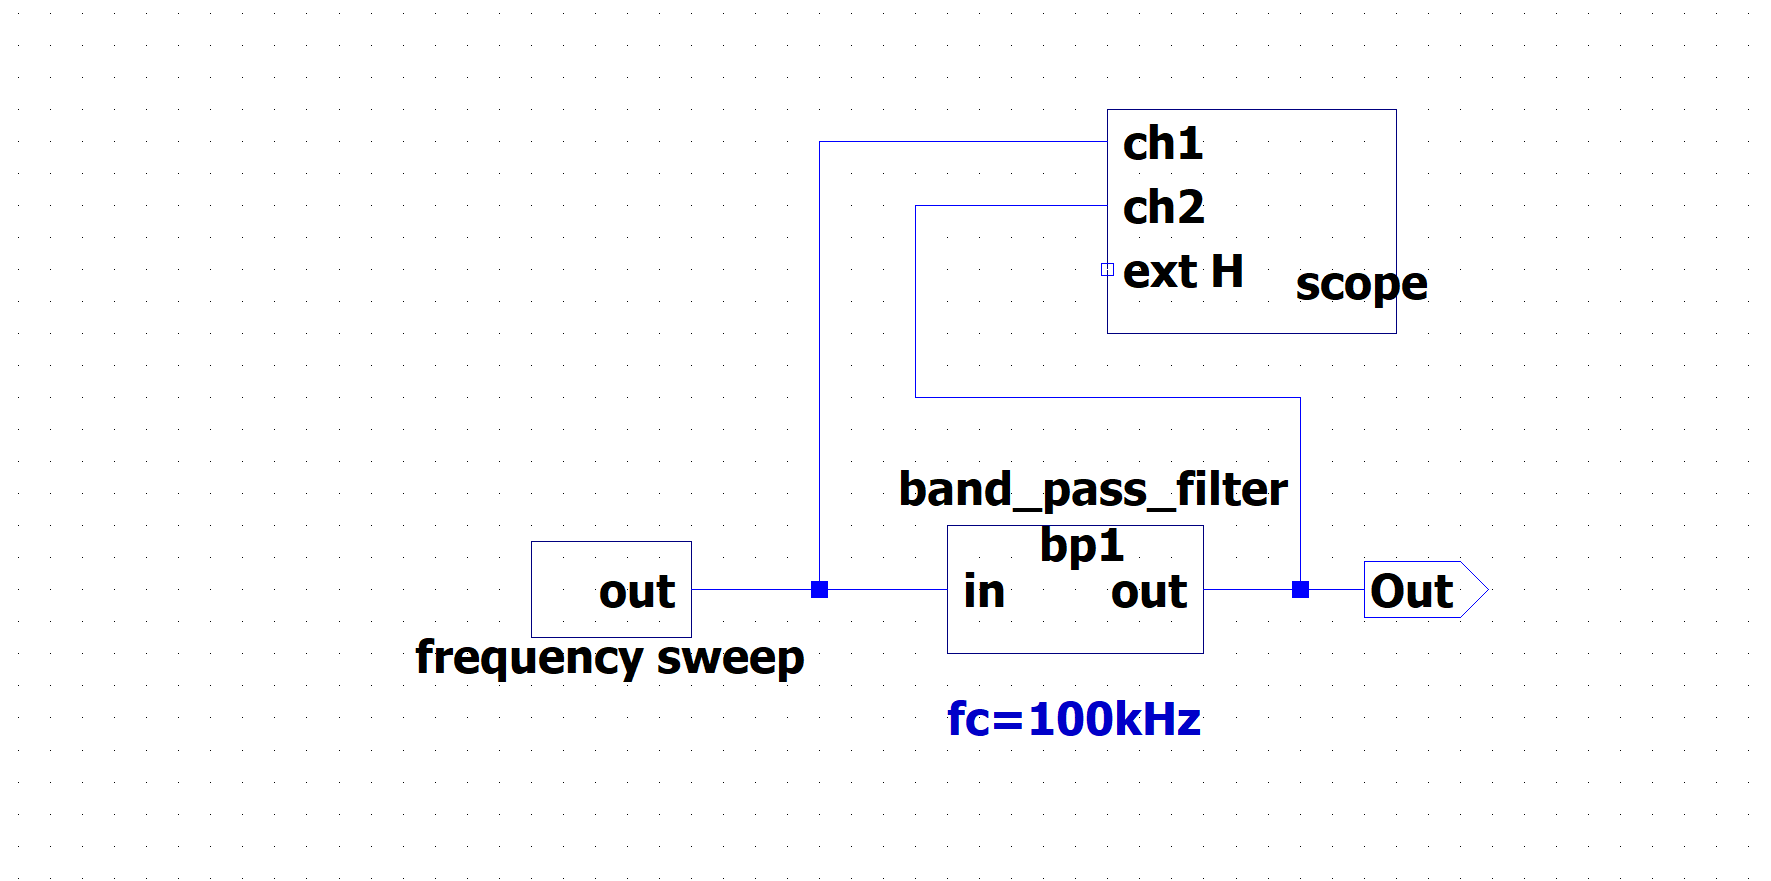 ch1
ch2
ext H
scope
band_pass_filter
bp1
out
in
out
Out
frequency sweep
fc=100kHz